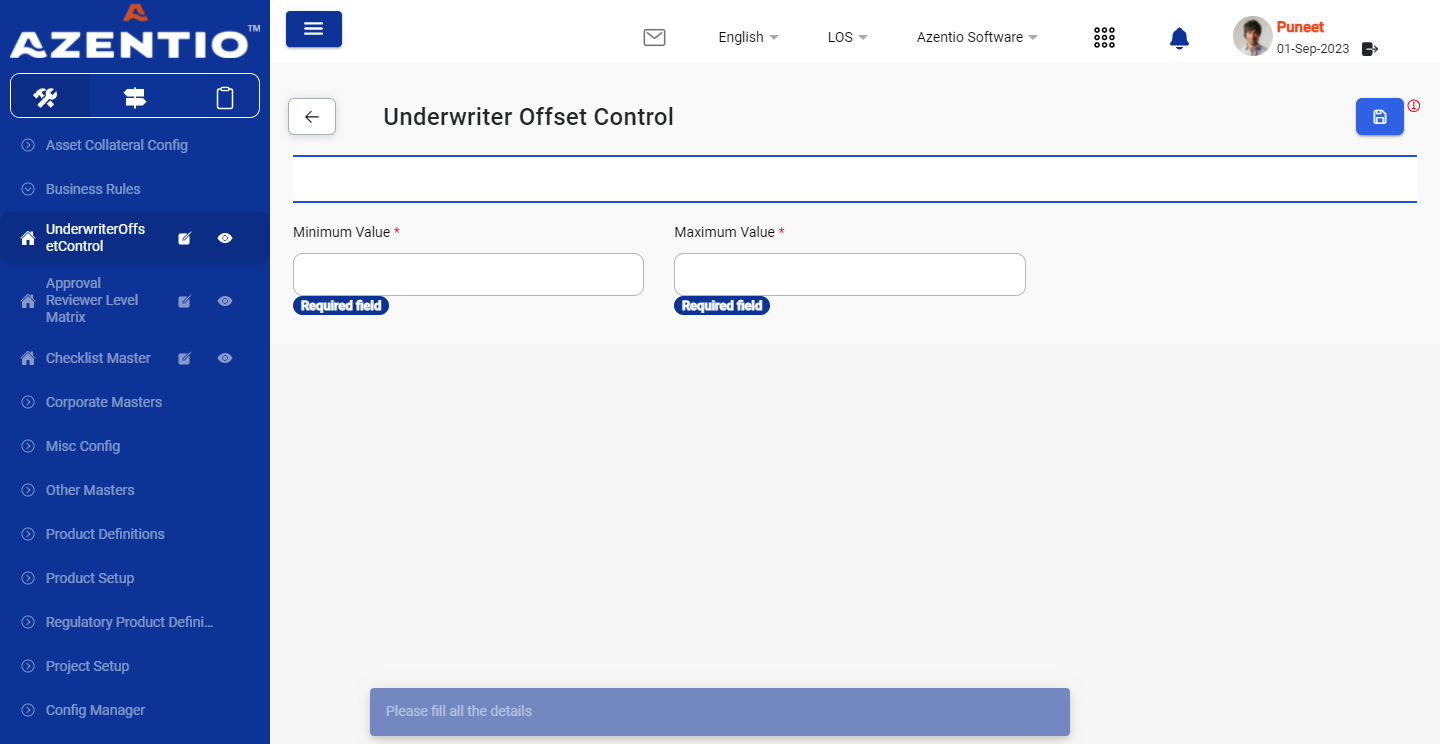 AZENTIO™
English
LOS
Azentio Software
Puneet
01-Sep-2023
Asset Collateral Config
Business Rules
UnderwriterOffs
etControl
Approval
Reviewer Level
Matrix
Checklist Master
Corporate Masters
Misc Config
Other Masters
Product Definitions
Product Setup
Regulatory Product Defini...
Project Setup
Config Manager
Underwriter Offset Control
Minimum Value *
Maximum Value *
Required field
Required field
Please fill all the details